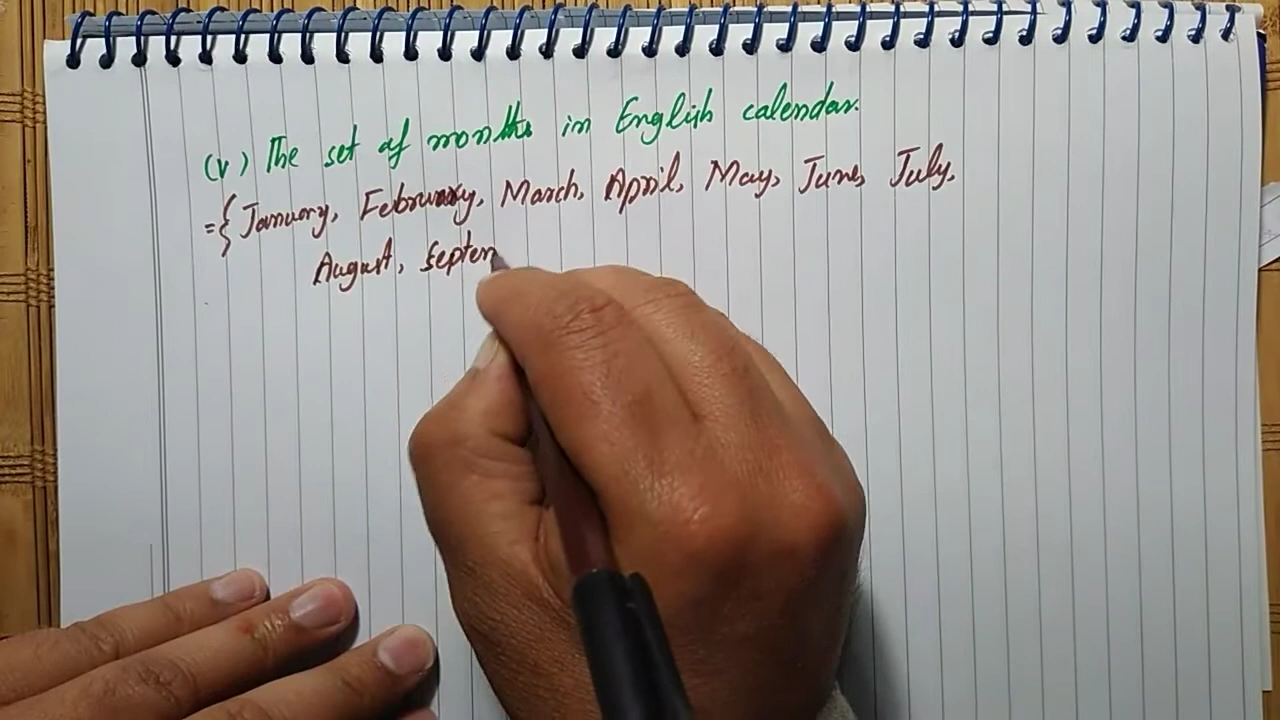 (v) The set of months in English calendar.
={January, February, March, April, May, June, July,
August, Septem